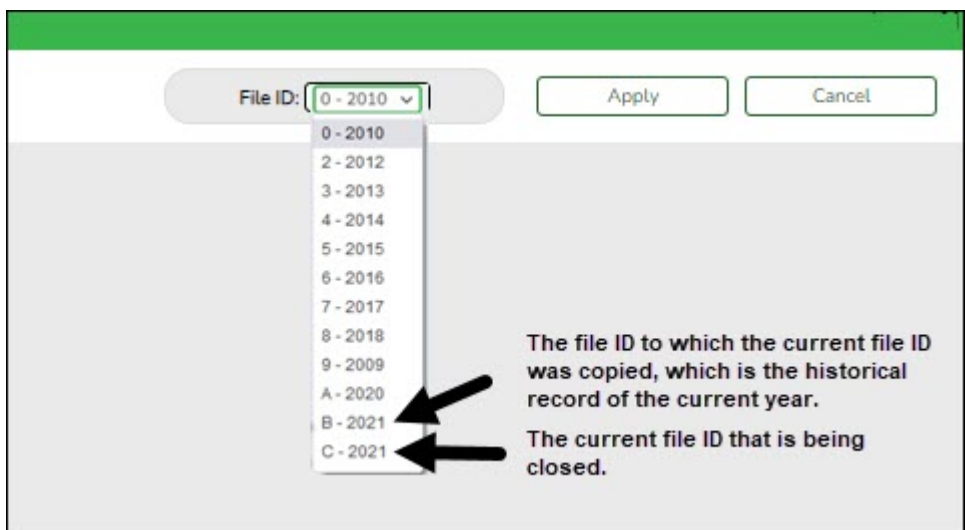 File ID: 0 - 2010 Apply Cancel
0 - 2010
2 - 2012
3 - 2013
4 - 2014
5 - 2015
6 - 2016
7 - 2017
8 - 2018
9 - 2009
A - 2020
B - 2021
C - 2021
The file ID to which the current file ID
was copied, which is the historical
record of the current year.
The current file ID that is being
closed.